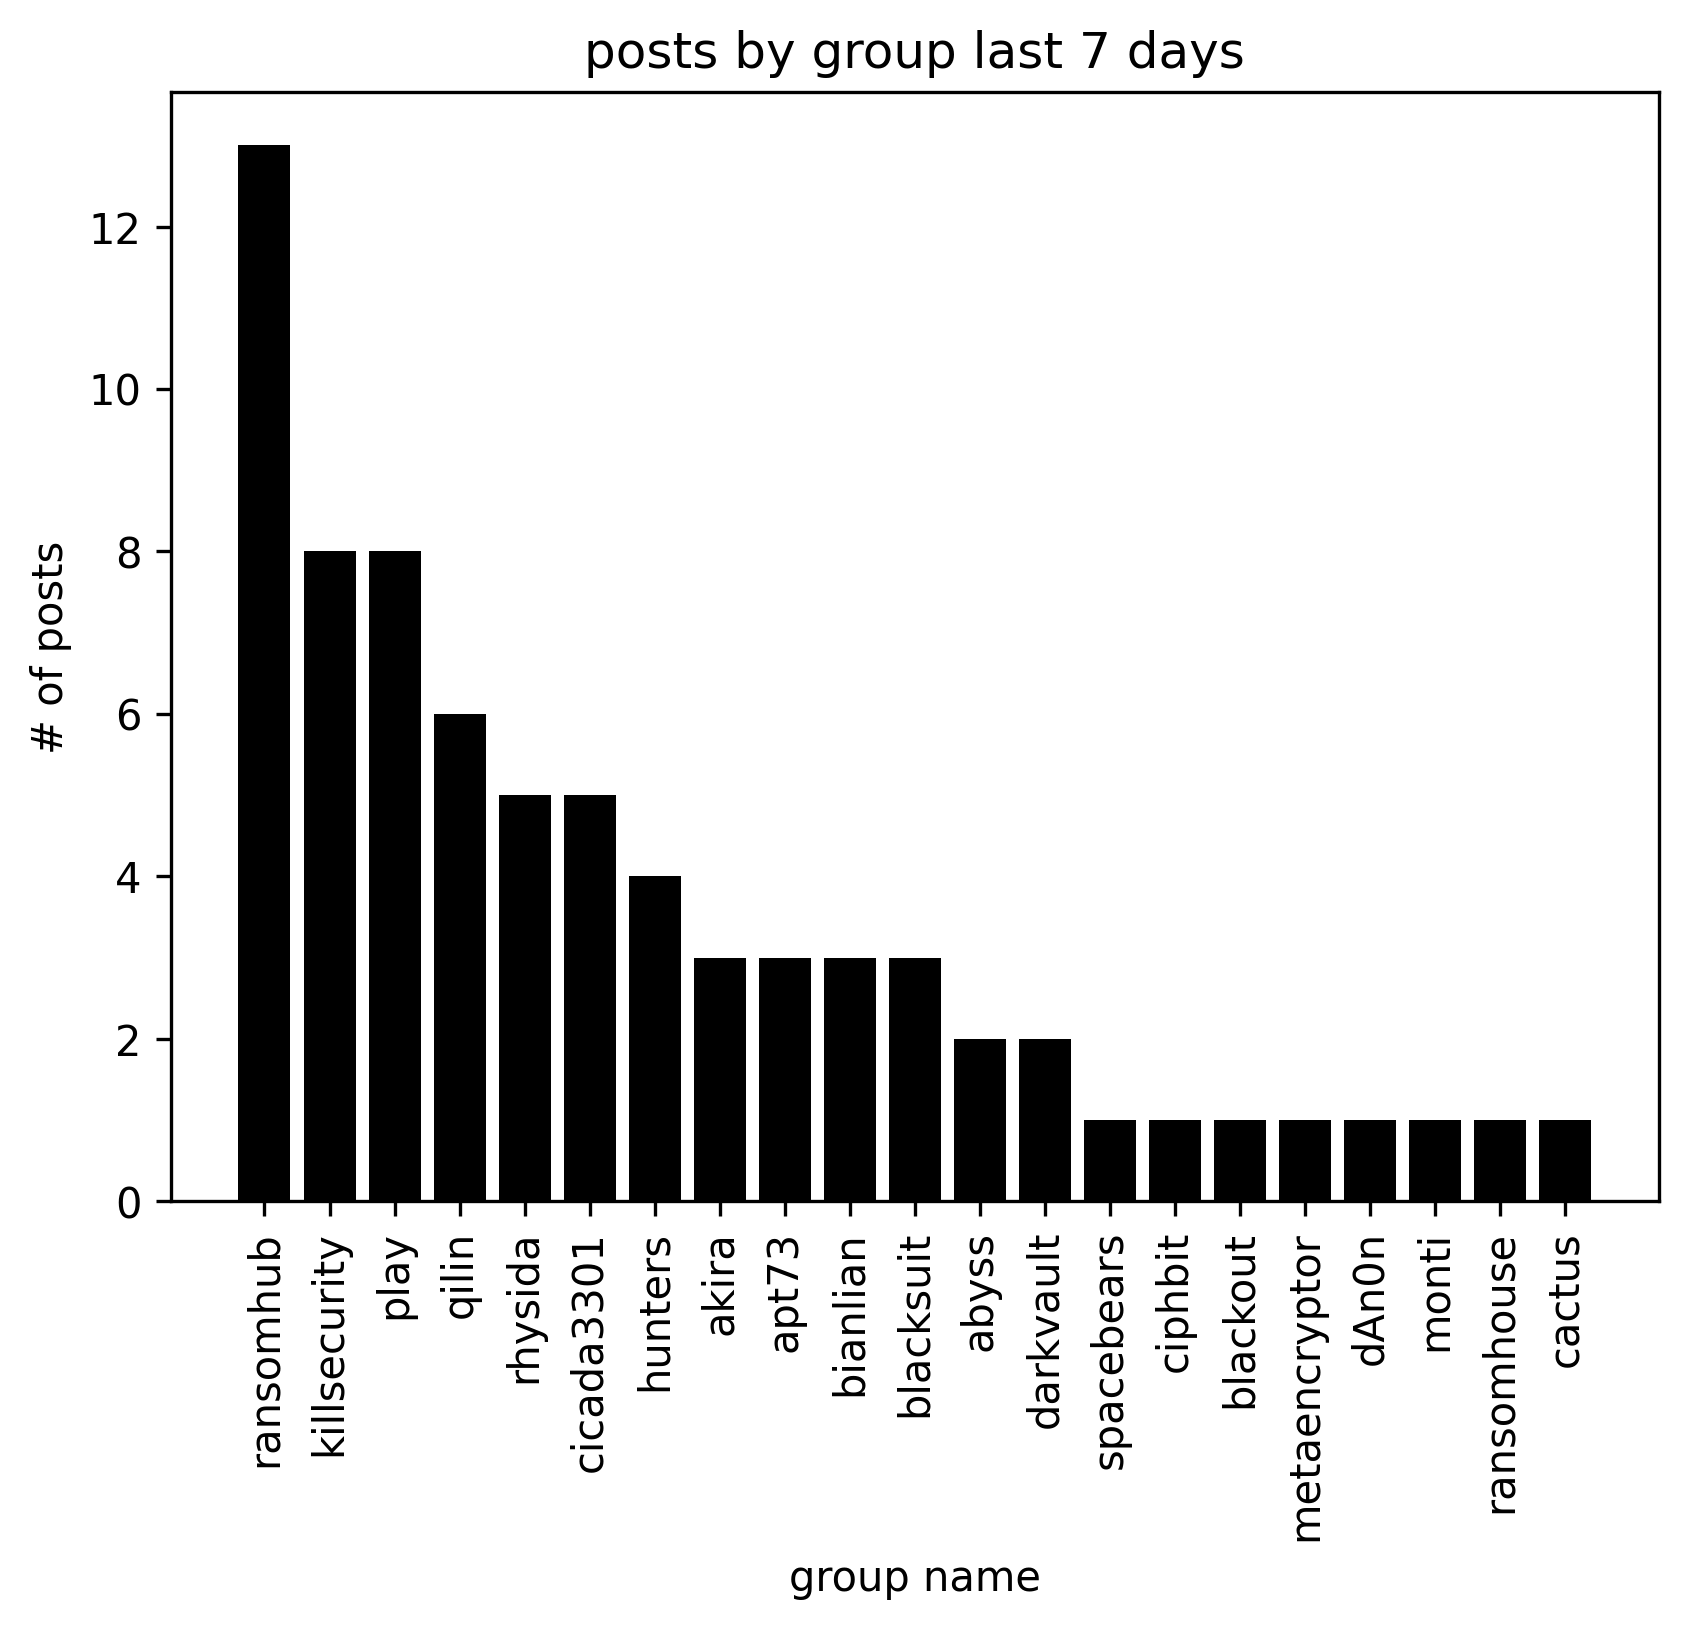 posts by group last 7 days
# of posts
12
10
8
6
4
2
0
ransomhub
killsecurity
play
qilin
rhysida
cicada3301
hunters
akira
apt73
bianlian
blacksuit
abyss
darkvault
spacebears
ciphbit
blackout
metaencryptor
dAn0n
monti
ransomhouse
cactus
group name